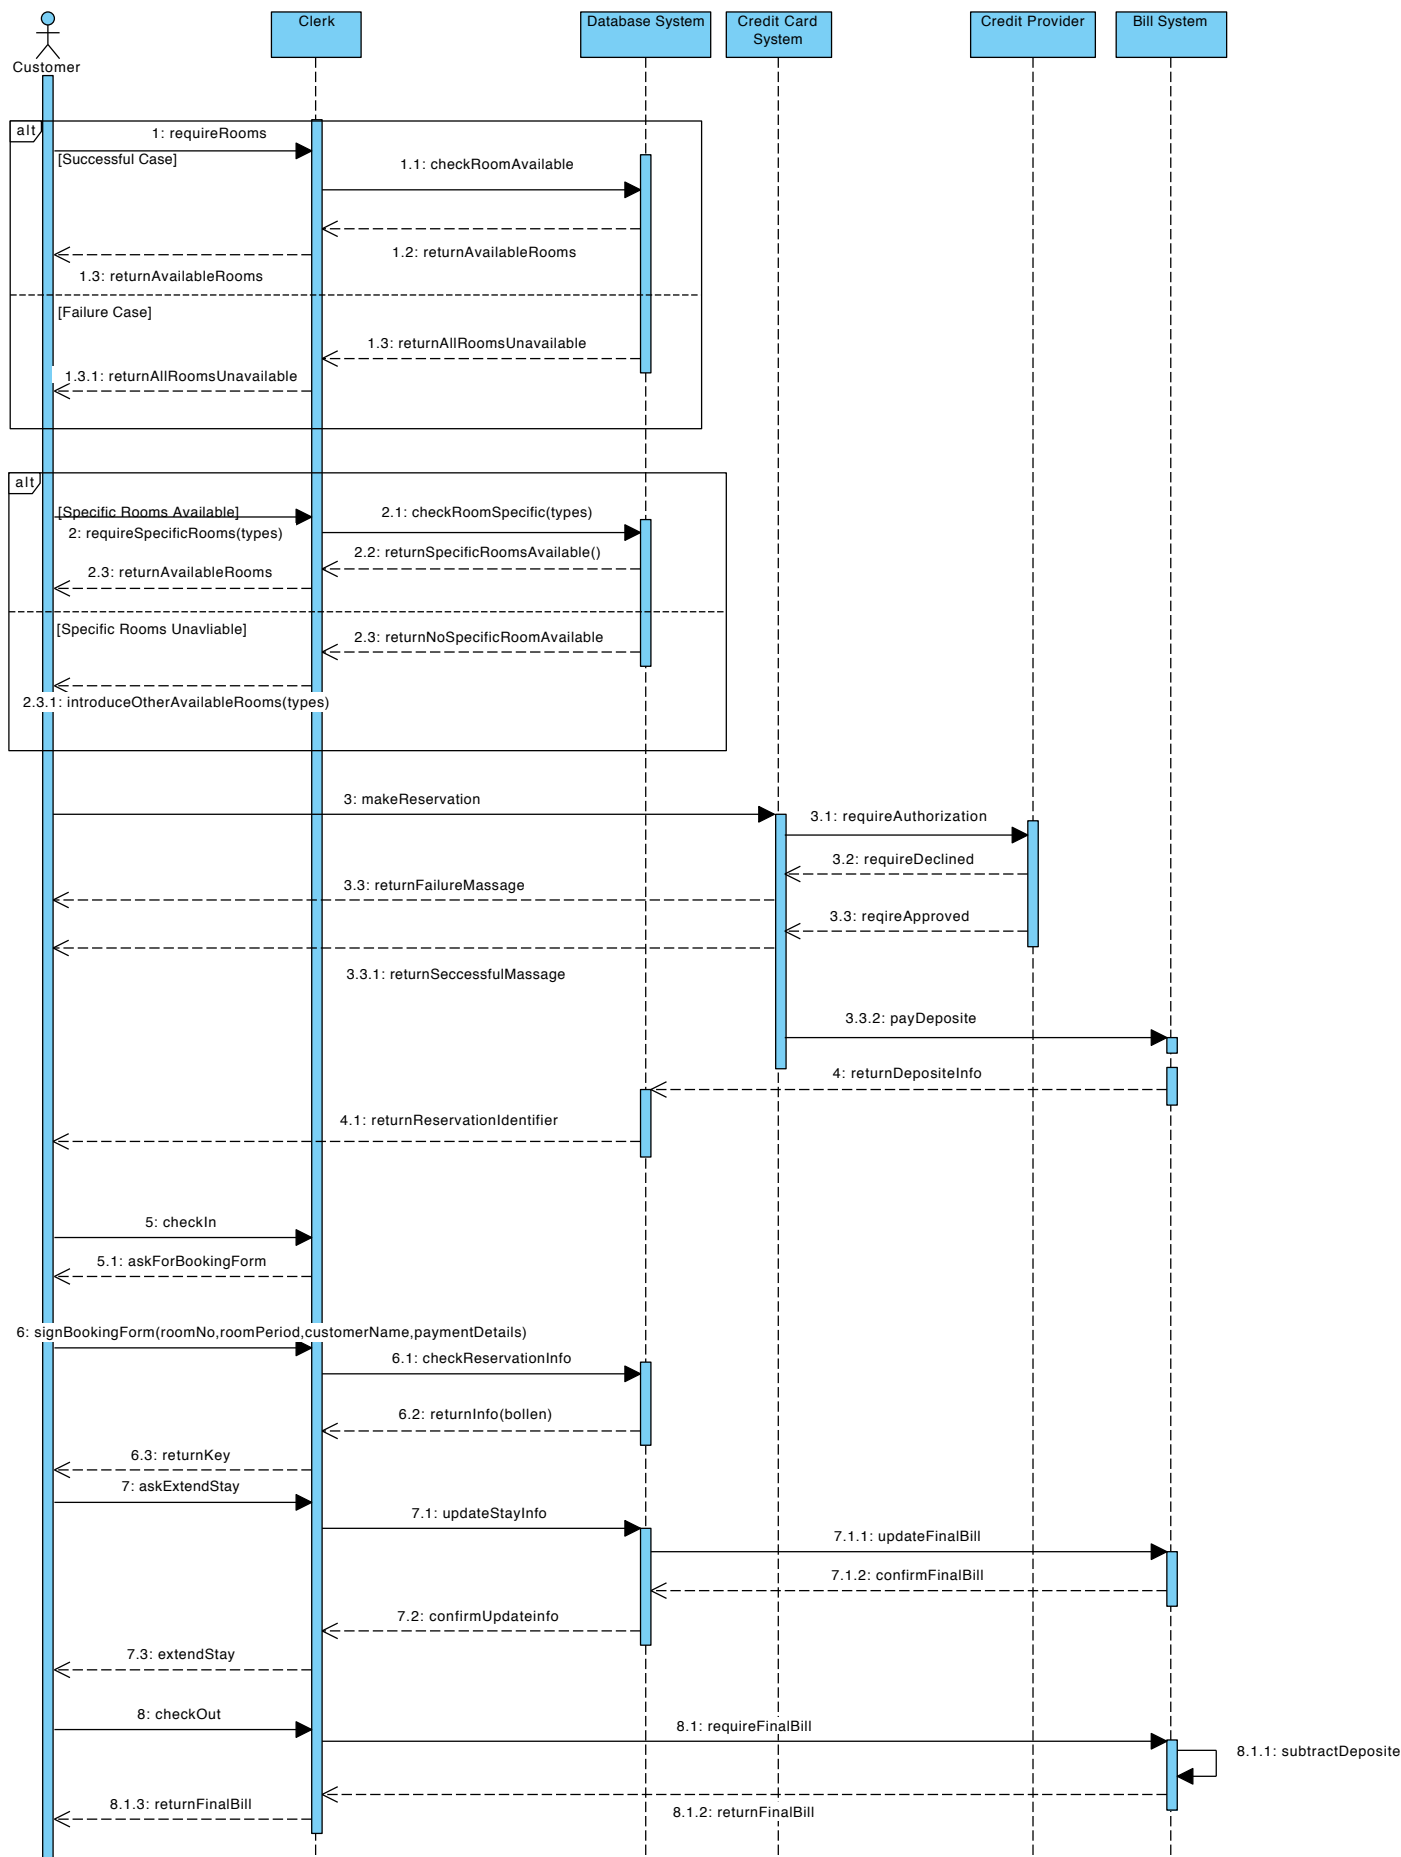 Customer
Clerk
Database System
Credit Card
System
Credit Provider
Bill System
alt
1: requireRooms
[Successful Case]
1.1: checkRoomAvailable
1.2: returnAvailableRooms
1.3: returnAvailableRooms
[Failure Case]
1.3: returnAllRoomsUnavailable
1.3.1: returnAllRoomsUnavailable
alt
[Specific Rooms Available]
2: requireSpecificRooms(types)
2.1: checkRoomSpecific(types)
2.2: returnSpecificRoomsAvailable()
2.3: returnAvailableRooms
[Specific Rooms Unavliable]
2.3: returnNoSpecificRoomAvailable
2.3.1: introduceOtherAvailableRooms(types)
3: makeReservation
3.1: requireAuthorization
3.2: requireDeclined
3.3: returnFailureMassage
3.3: reqireApproved
3.3.1: returnSeccessfulMassage
3.3.2: payDeposite
4: returnDepositeInfo
4.1: returnReservationIdentifier
5: checkIn
5.1: askForBookingForm
6: signBookingForm(roomNo,roomPeriod,customerName,paymentDetails)
6.1: checkReservationInfo
6.2: returnInfo(bollen)
6.3: returnKey
7: askExtendStay
7.1: updateStayInfo
7.1.1: updateFinalBill
7.1.2: confirmFinalBill
7.2: confirmUpdateinfo
7.3: extendStay
8: checkOut
8.1: requireFinalBill
8.1.1: subtractDeposite
8.1.3: returnFinalBill
8.1.2: returnFinalBill